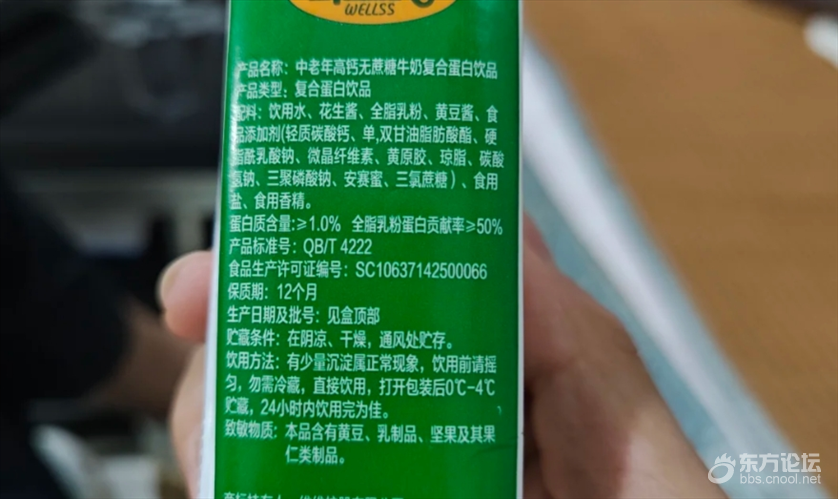 WELLSS
产品名称：中老年高钙无蔗糖牛奶复合蛋白饮品
产品类型：复合蛋白饮品
配料：饮用水、花生酱、全脂乳粉、黄豆酱、食
品添加剂(轻质碳酸钙、单,双甘油脂肪酸酯、硬
脂酰乳酸钠、微晶纤维素、黄原胶、琼脂、碳酸
氢钠、三聚磷酸钠、安赛蜜、三氯蔗糖）、食用
盐、食用香精。
蛋白质含量:≥1.0% 全脂乳粉蛋白贡献率≥50%
产品标准号：QB/T 4222
食品生产许可证编号：SC10637142500066
保质期：12个月
生产日期及批号：见盒顶部
贮藏条件：在阴凉、干燥，通风处贮存。
饮用方法：有少量沉淀属正常现象，饮用前请摇
匀，勿需冷藏，直接饮用，打开包装后0℃-4℃
贮藏，24小时内饮用完为佳。
致敏物质：本品含有黄豆、乳制品、坚果及其果
仁类制品。
东方论坛
bbs.cnool.net